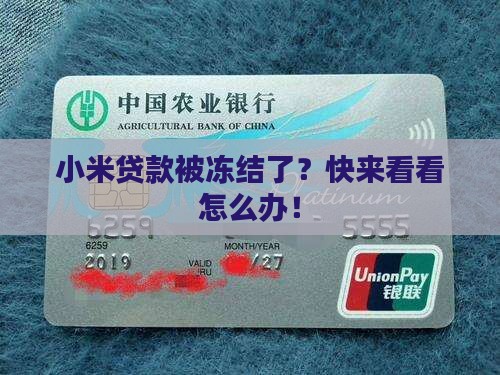 中国农业银行
AGRICULTURAL BANK OF CHINA
小米贷款被冻结了？快来看看
怎么办！
6259 5555
6259
MONTH/YEAR
2019 VALID /27
THRU
UnionPay
银联